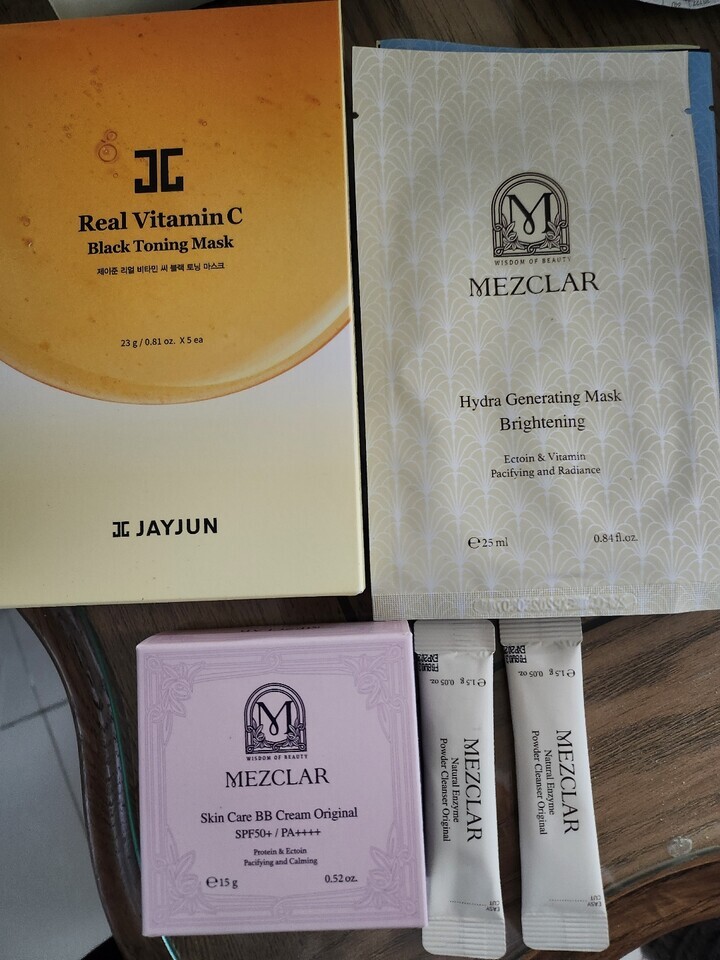 Real Vitamin C
Black Toning Mask
제이준 리얼 비타민 씨 블랙 토닝 마스크
23 g / 0.81 oz. X 5 ea
JAYJUN
M
WISDOM OF BEAUTY
MEZCLAR
Hydra Generating Mask
Brightening
Ectoin & Vitamin
Pacifying and Radiance
℮ 25 ml 0.84 fl.oz.
M
WISDOM OF BEAUTY
MEZCLAR
Skin Care BB Cream Original
SPF50+ / PA++++
Protein & Ectoin
Pacifying and Calming
℮ 15 g 0.52 oz.
℮ 1.5 g 0.05 oz.
MEZCLAR
Natural Enzyme
Powder Cleanser Original
EASY
CUT
℮ 1.5 g 0.05 oz.
MEZCLAR
Natural Enzyme
Powder Cleanser Original
EASY
CUT